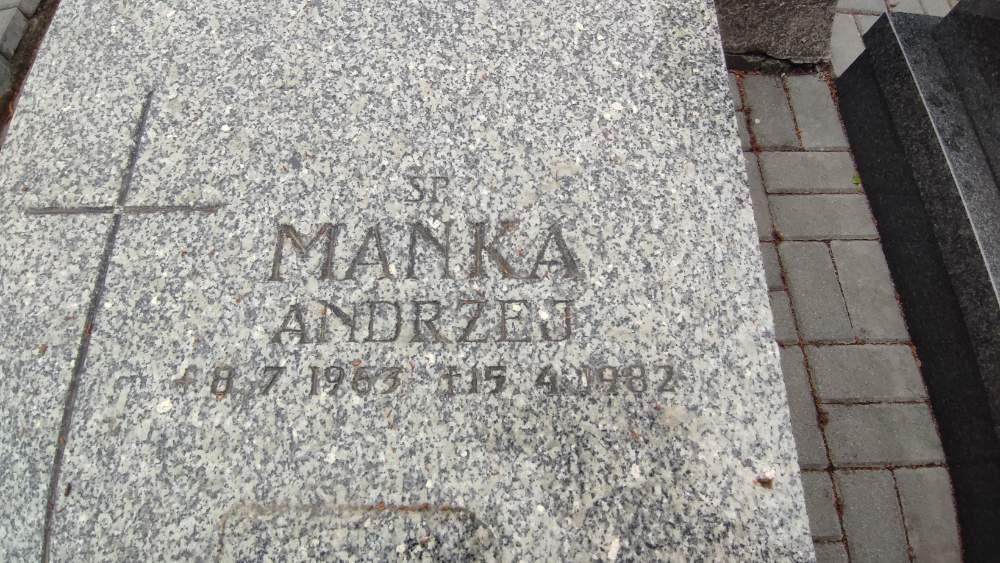 ŚP.
MAŃKA
ANDRZEJ
* 8.7.1963 † 15.4.1982